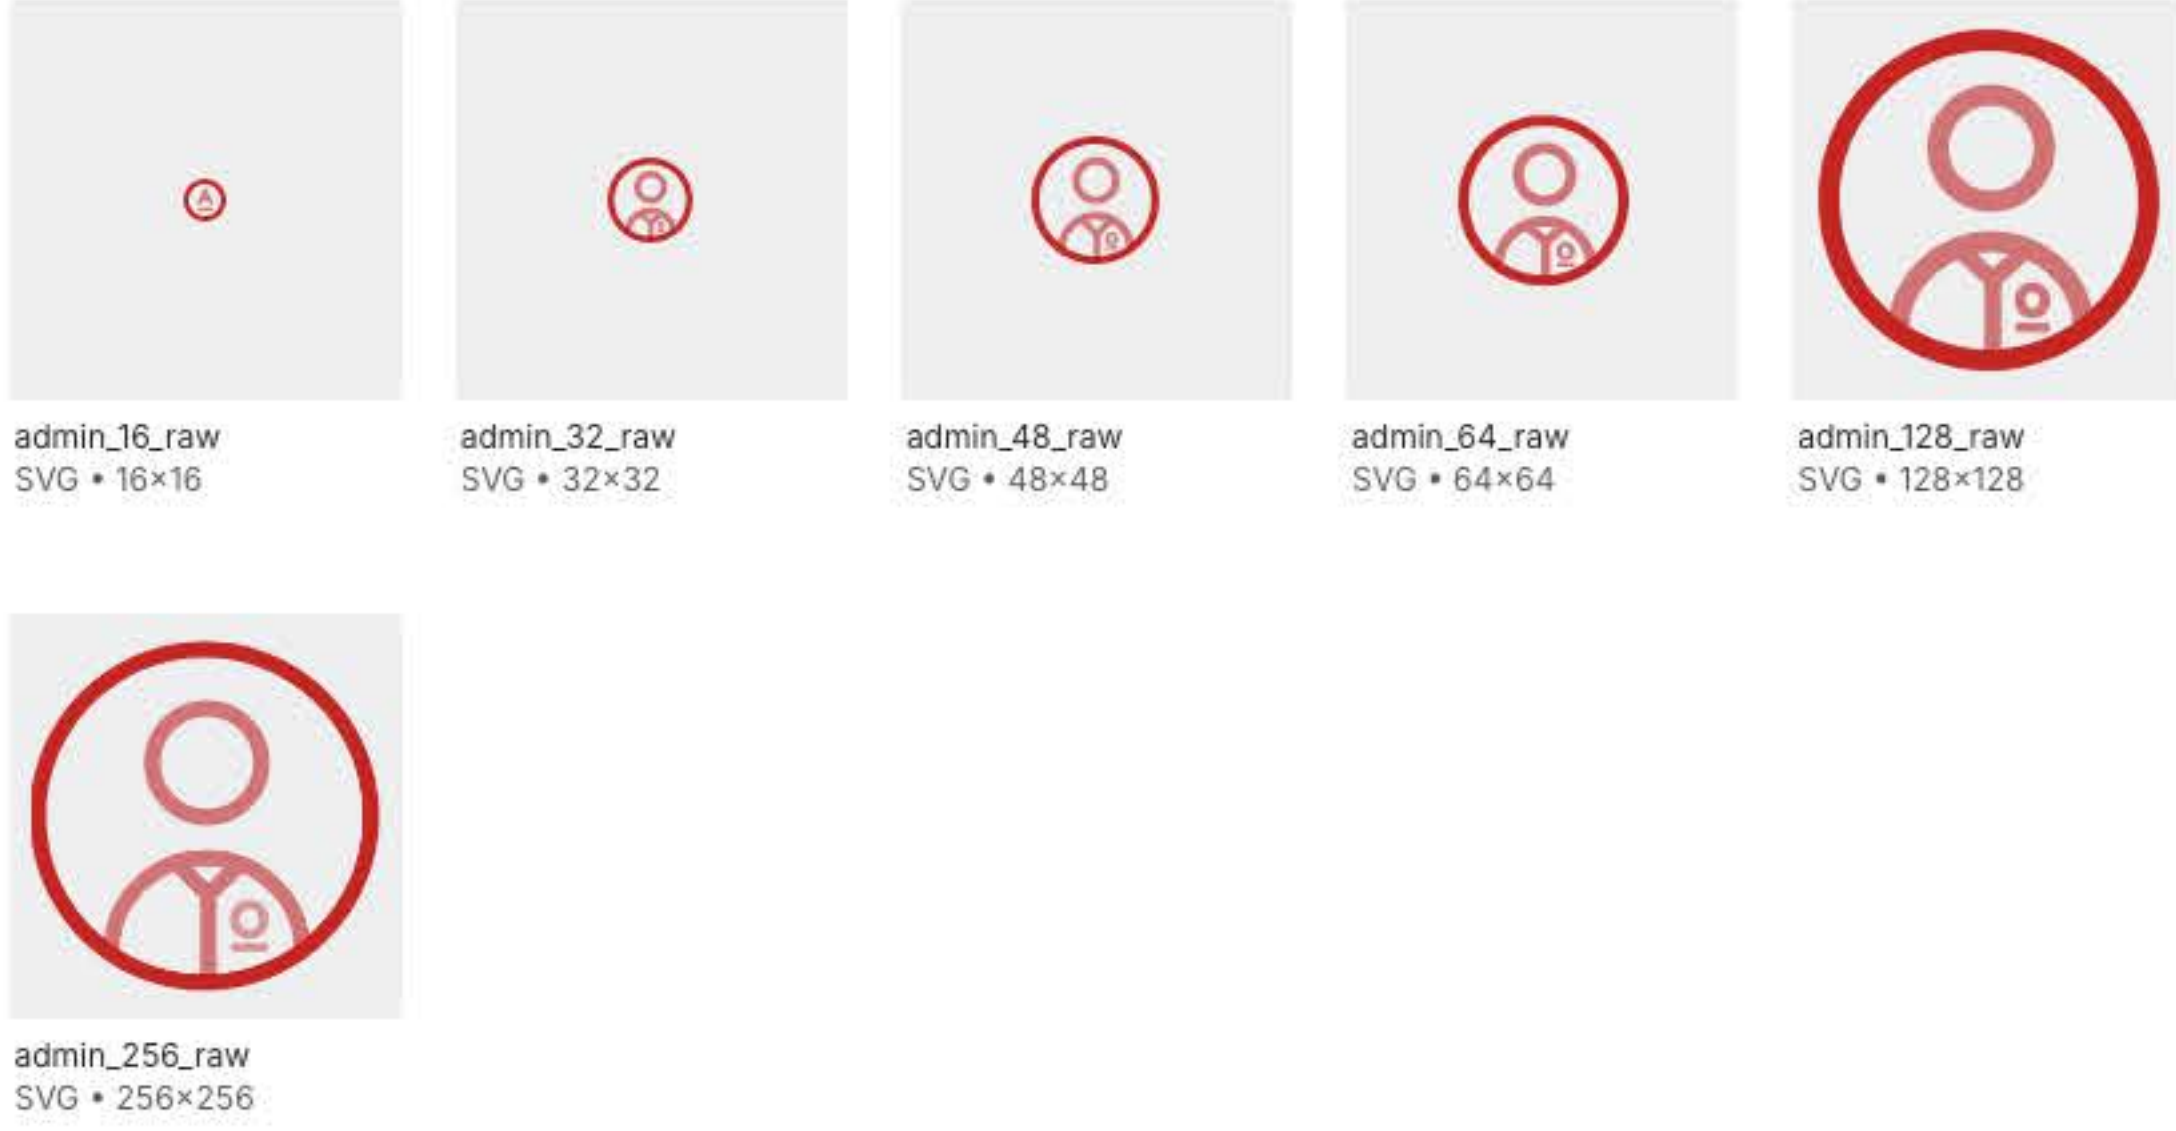 A
admin_16_raw
SVG • 16×16
admin_32_raw
SVG • 32×32
admin_48_raw
SVG • 48×48
admin_64_raw
SVG • 64×64
admin_128_raw
SVG • 128×128
admin_256_raw
SVG • 256×256